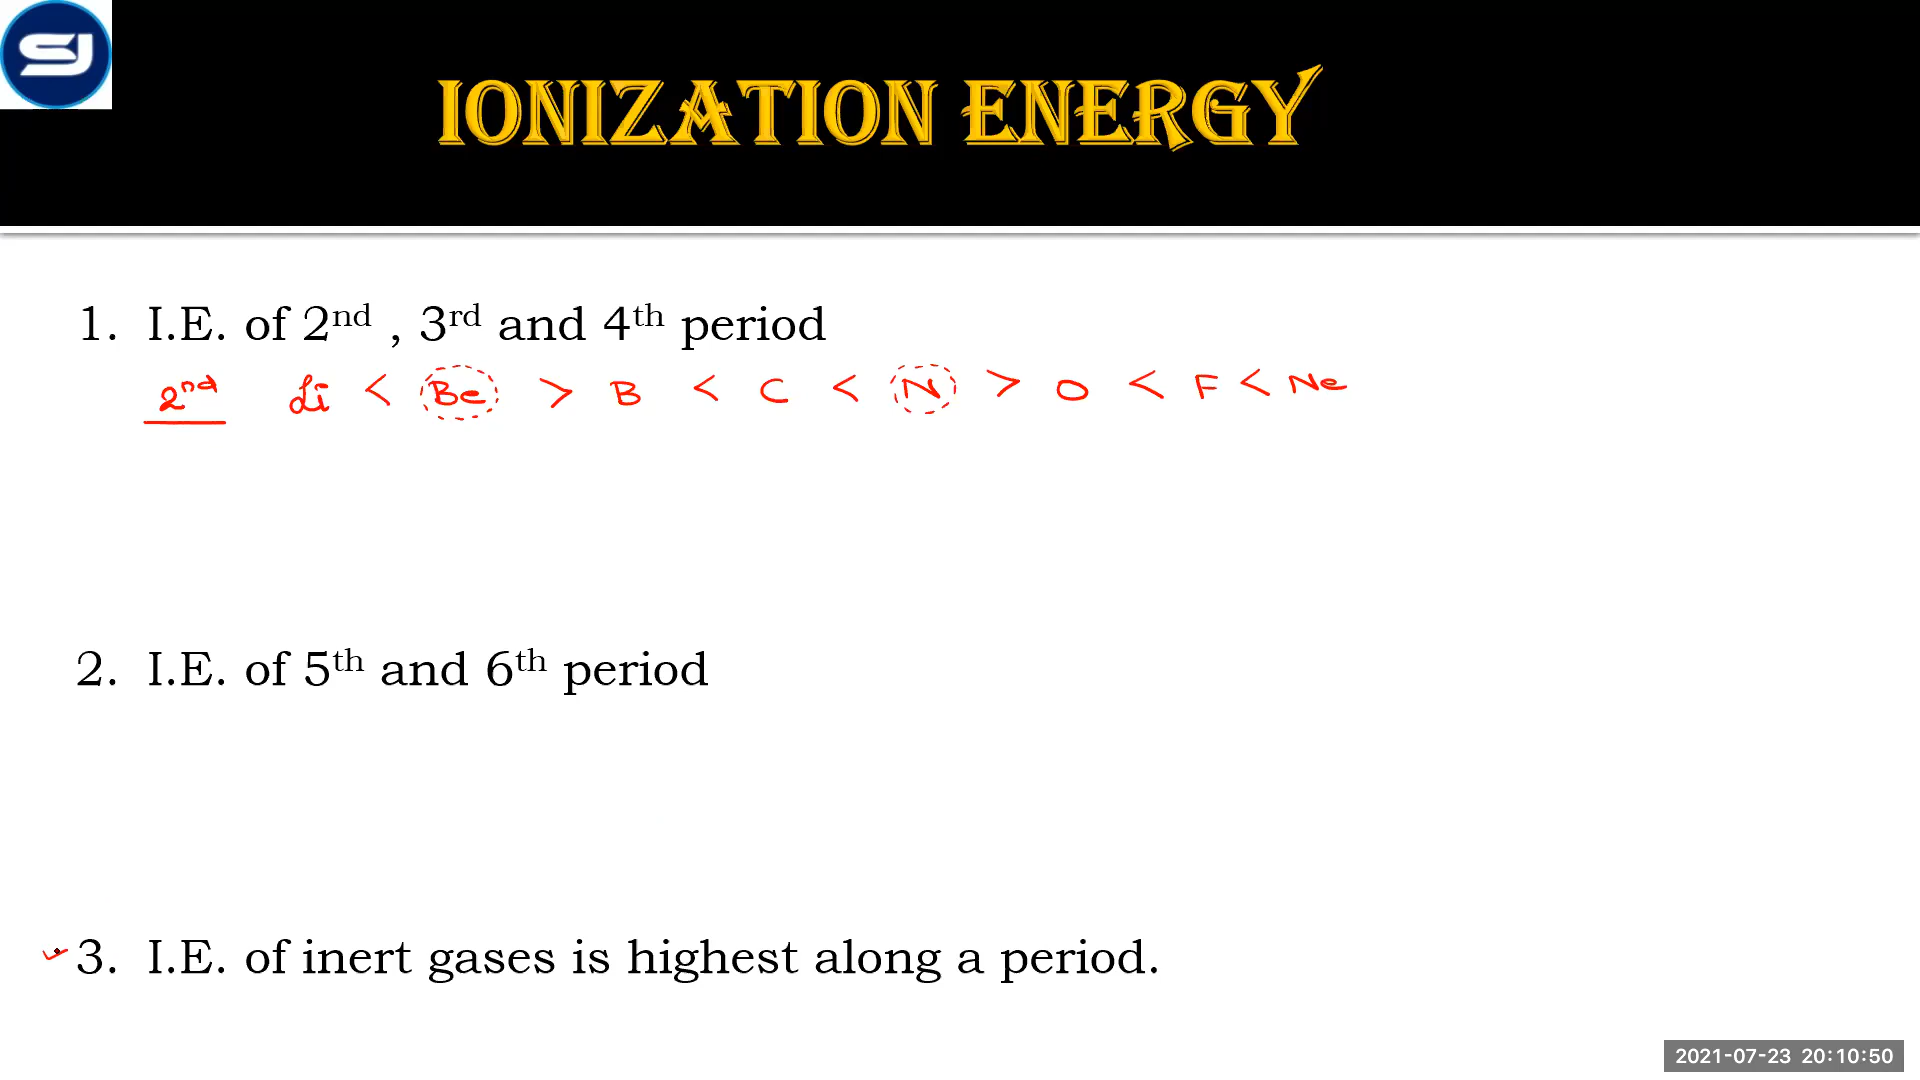 SJ
IONIZATION ENERGY
1. I.E. of 2nd , 3rd and 4th period
2nd Li < Be > B < C < N > O < F < Ne
2. I.E. of 5th and 6th period
3. I.E. of inert gases is highest along a period.
2021-07-23 20:10:50